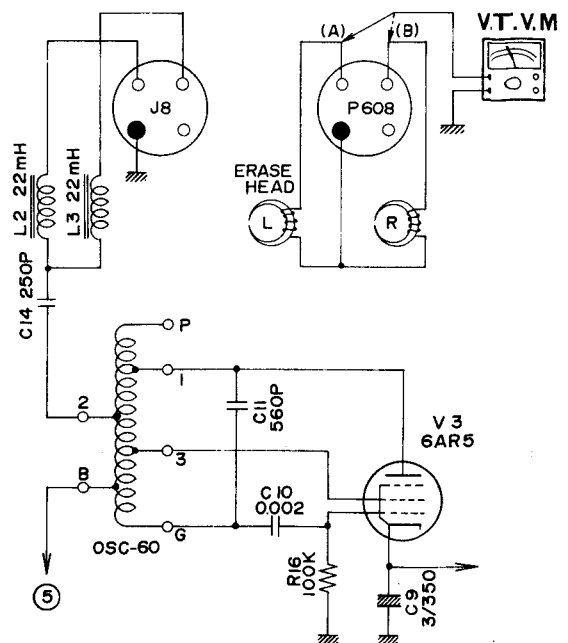 V.T.V.M
(A)
(B)
J8
P608
L2 22mH
L3 22mH
ERASE
HEAD
L
R
C14 250P
P
1
2
C11
560P
V3
6AR5
3
B
C10
0.002
G
OSC-60
R16
100K
C9
3/350
5